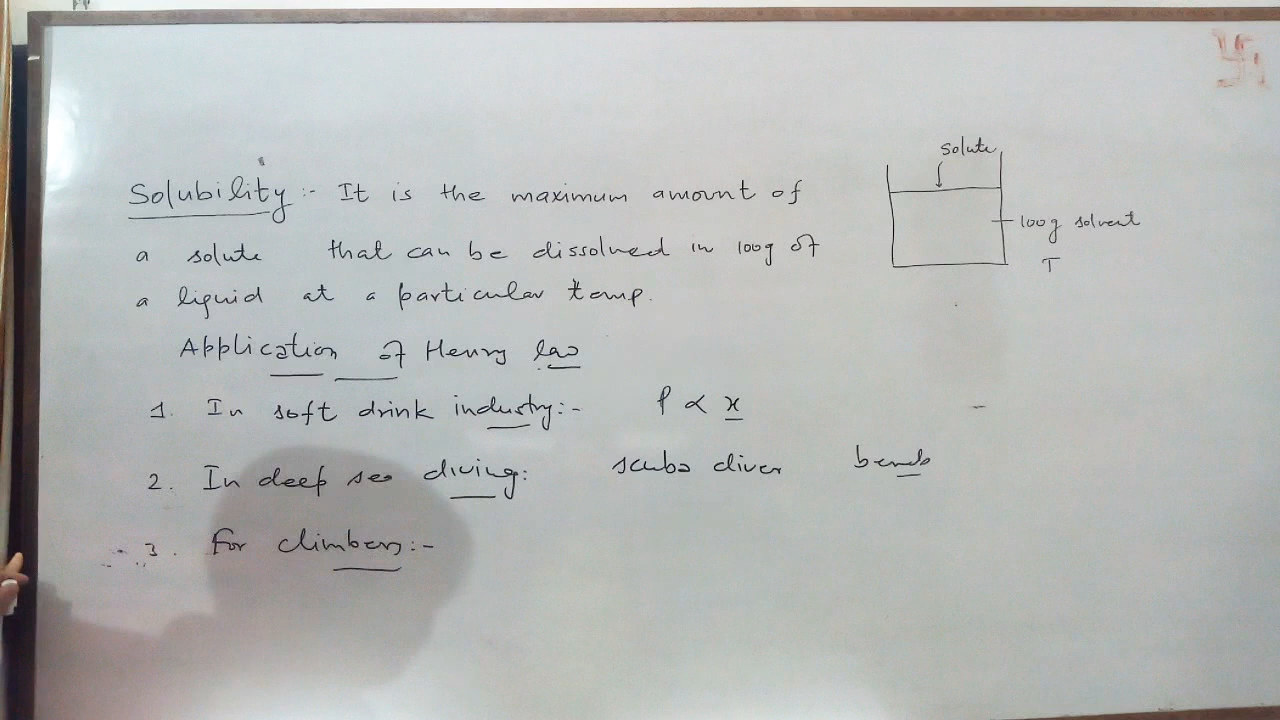 Solubility :- It is the maximum amount of
a solute that can be dissolved in 100g of
a liquid at a particular temp.
Application of Henry law
1. In soft drink industry:- P ∝ x
2. In deep sea diving: scuba diver bends
3. For climbers:-
solute
100g solvent
T